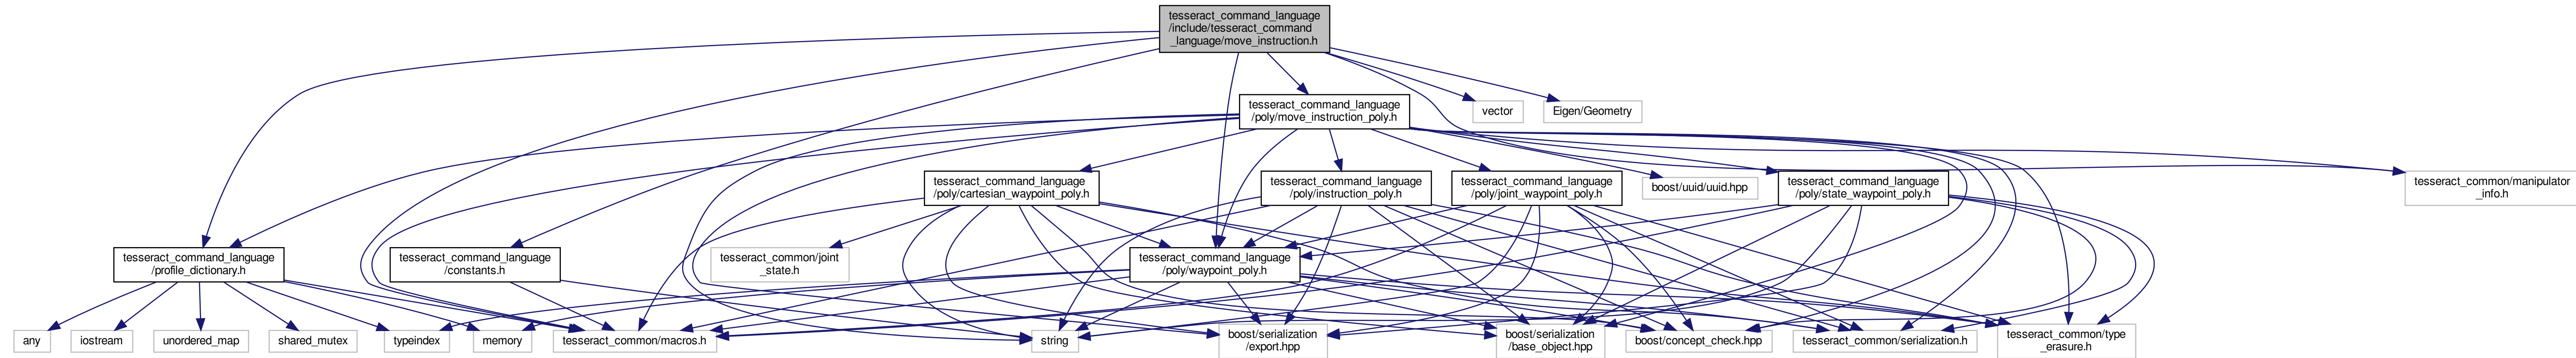 tesseract_command_language
/include/tesseract_command
_language/move_instruction.h
tesseract_command_language
/poly/move_instruction_poly.h
vector
Eigen/Geometry
tesseract_command_language
/poly/cartesian_waypoint_poly.h
tesseract_command_language
/poly/instruction_poly.h
tesseract_command_language
/poly/joint_waypoint_poly.h
boost/uuid/uuid.hpp
tesseract_command_language
/poly/state_waypoint_poly.h
tesseract_common/manipulator
_info.h
tesseract_command_language
/profile_dictionary.h
tesseract_command_language
/constants.h
tesseract_common/joint
_state.h
tesseract_command_language
/poly/waypoint_poly.h
any
iostream
unordered_map
shared_mutex
typeindex
memory
tesseract_common/macros.h
string
boost/serialization
/export.hpp
boost/serialization
/base_object.hpp
boost/concept_check.hpp
tesseract_common/serialization.h
tesseract_common/type
_erasure.h